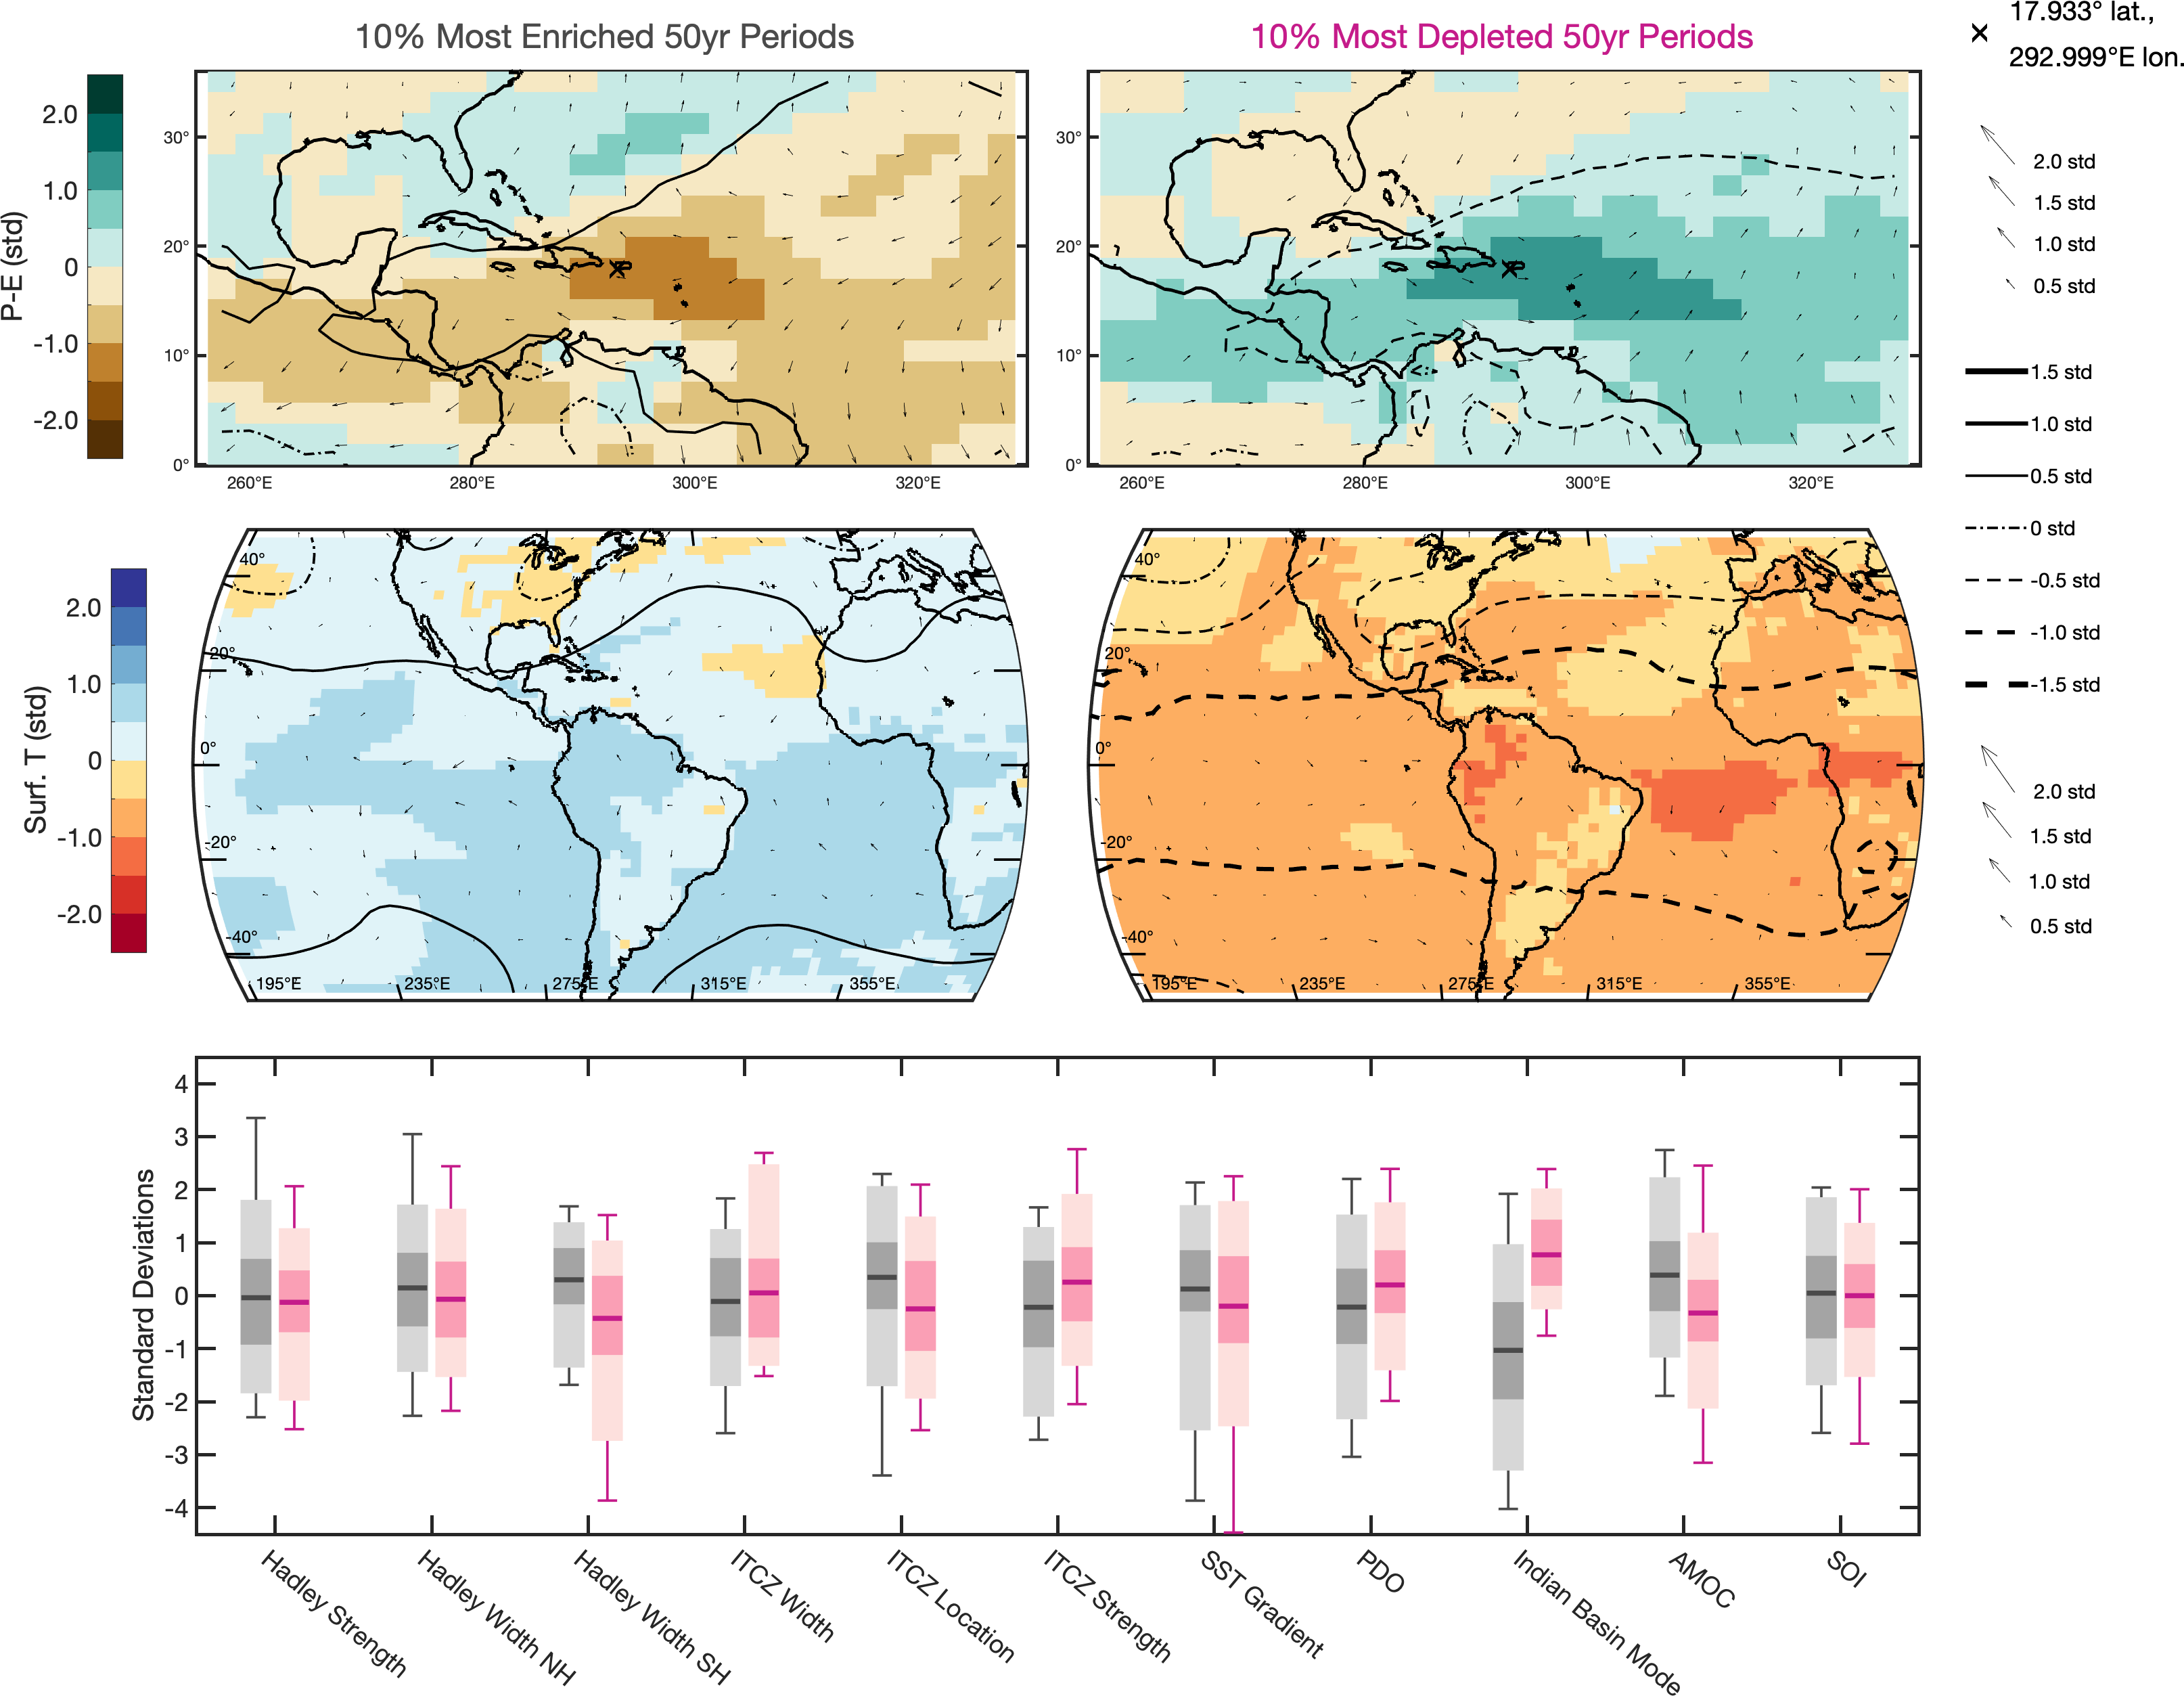 10% Most Enriched 50yr Periods
10% Most Depleted 50yr Periods
17.933° lat.,
292.999°E lon.
P-E (std)
2.0
1.0
0
-1.0
-2.0
30°
20°
10°
0°
260°E 280°E 300°E 320°E
30°
20°
10°
0°
260°E 280°E 300°E 320°E
2.0 std
1.5 std
1.0 std
0.5 std
1.5 std
1.0 std
0.5 std
0 std
-0.5 std
-1.0 std
-1.5 std
Surf. T (std)
2.0
1.0
0
-1.0
-2.0
40°
20°
0°
-20°
-40°
195°E 235°E 275°E 315°E 355°E
40°
20°
0°
-20°
-40°
195°E 235°E 275°E 315°E 355°E
2.0 std
1.5 std
1.0 std
0.5 std
Standard Deviations
4
3
2
1
0
-1
-2
-3
-4
Hadley Strength
Hadley Width NH
Hadley Width SH
ITCZ Width
ITCZ Location
ITCZ Strength
SST Gradient
PDO
Indian Basin Mode
AMOC
SOI